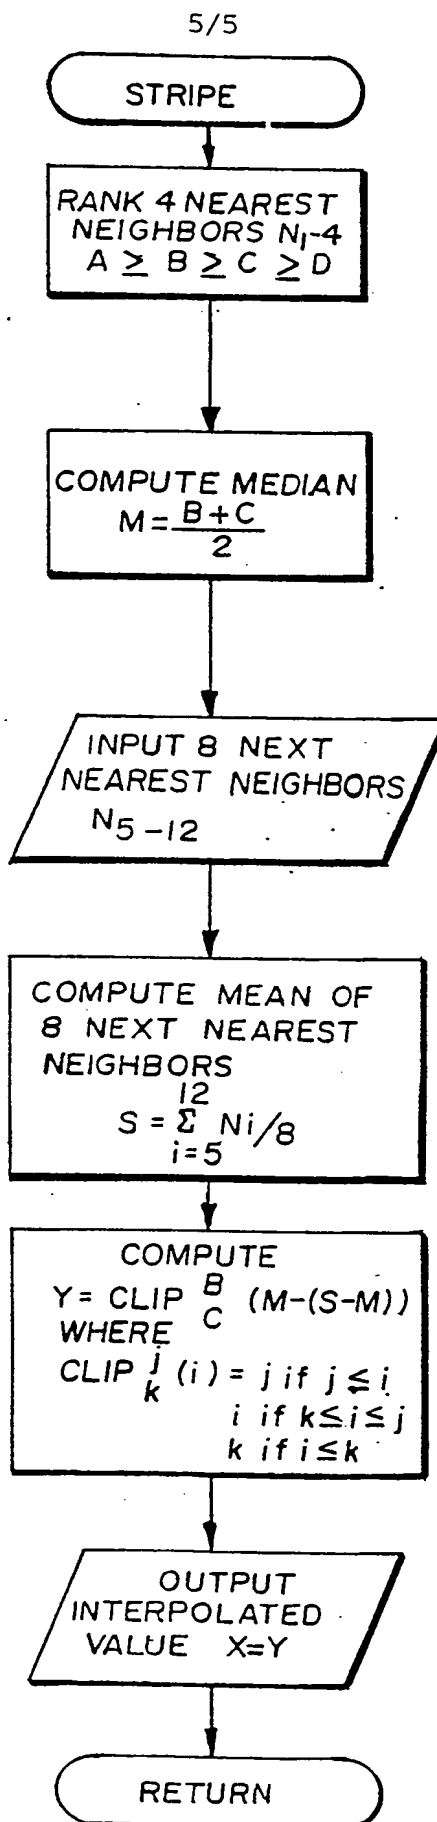 5/5
STRIPE
RANK 4 NEAREST
NEIGHBORS N1-4
A ≥ B ≥ C ≥ D
COMPUTE MEDIAN
M = B+C
2
INPUT 8 NEXT
NEAREST NEIGHBORS
N5-12
COMPUTE MEAN OF
8 NEXT NEAREST
NEIGHBORS
12
S = Σ Ni/8
i=5
COMPUTE
Y= CLIP B C (M-(S-M))
WHERE
CLIP j k (i) = j if j ≤ i
i if k ≤ i ≤ j
k if i ≤ k
OUTPUT
INTERPOLATED
VALUE X=Y
RETURN